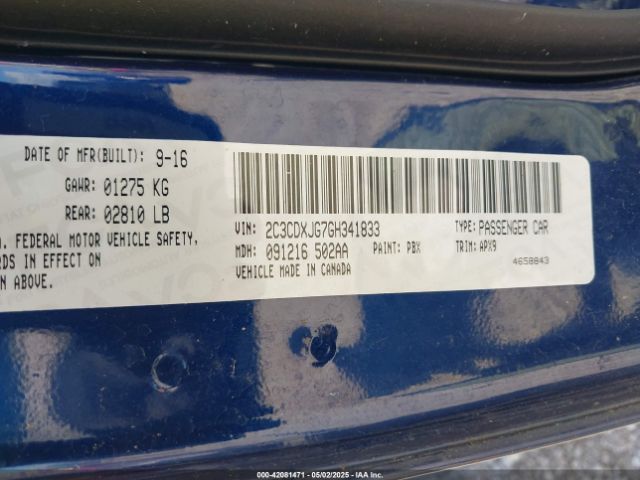 DATE OF MFR(BUILT): 9-16
GAWR: 01275 KG
REAR: 02810 LB
FEDERAL MOTOR VEHICLE SAFETY,
RDS IN EFFECT ON
N ABOVE.
VIN: 2C3CDXJG7GH341833 TYPE: PASSENGER CAR
MDH: 091216 502AA PAINT: PBX TRIM: APX9
VEHICLE MADE IN CANADA 4658843
000-42081471 05/02/2025 IAAI.COM